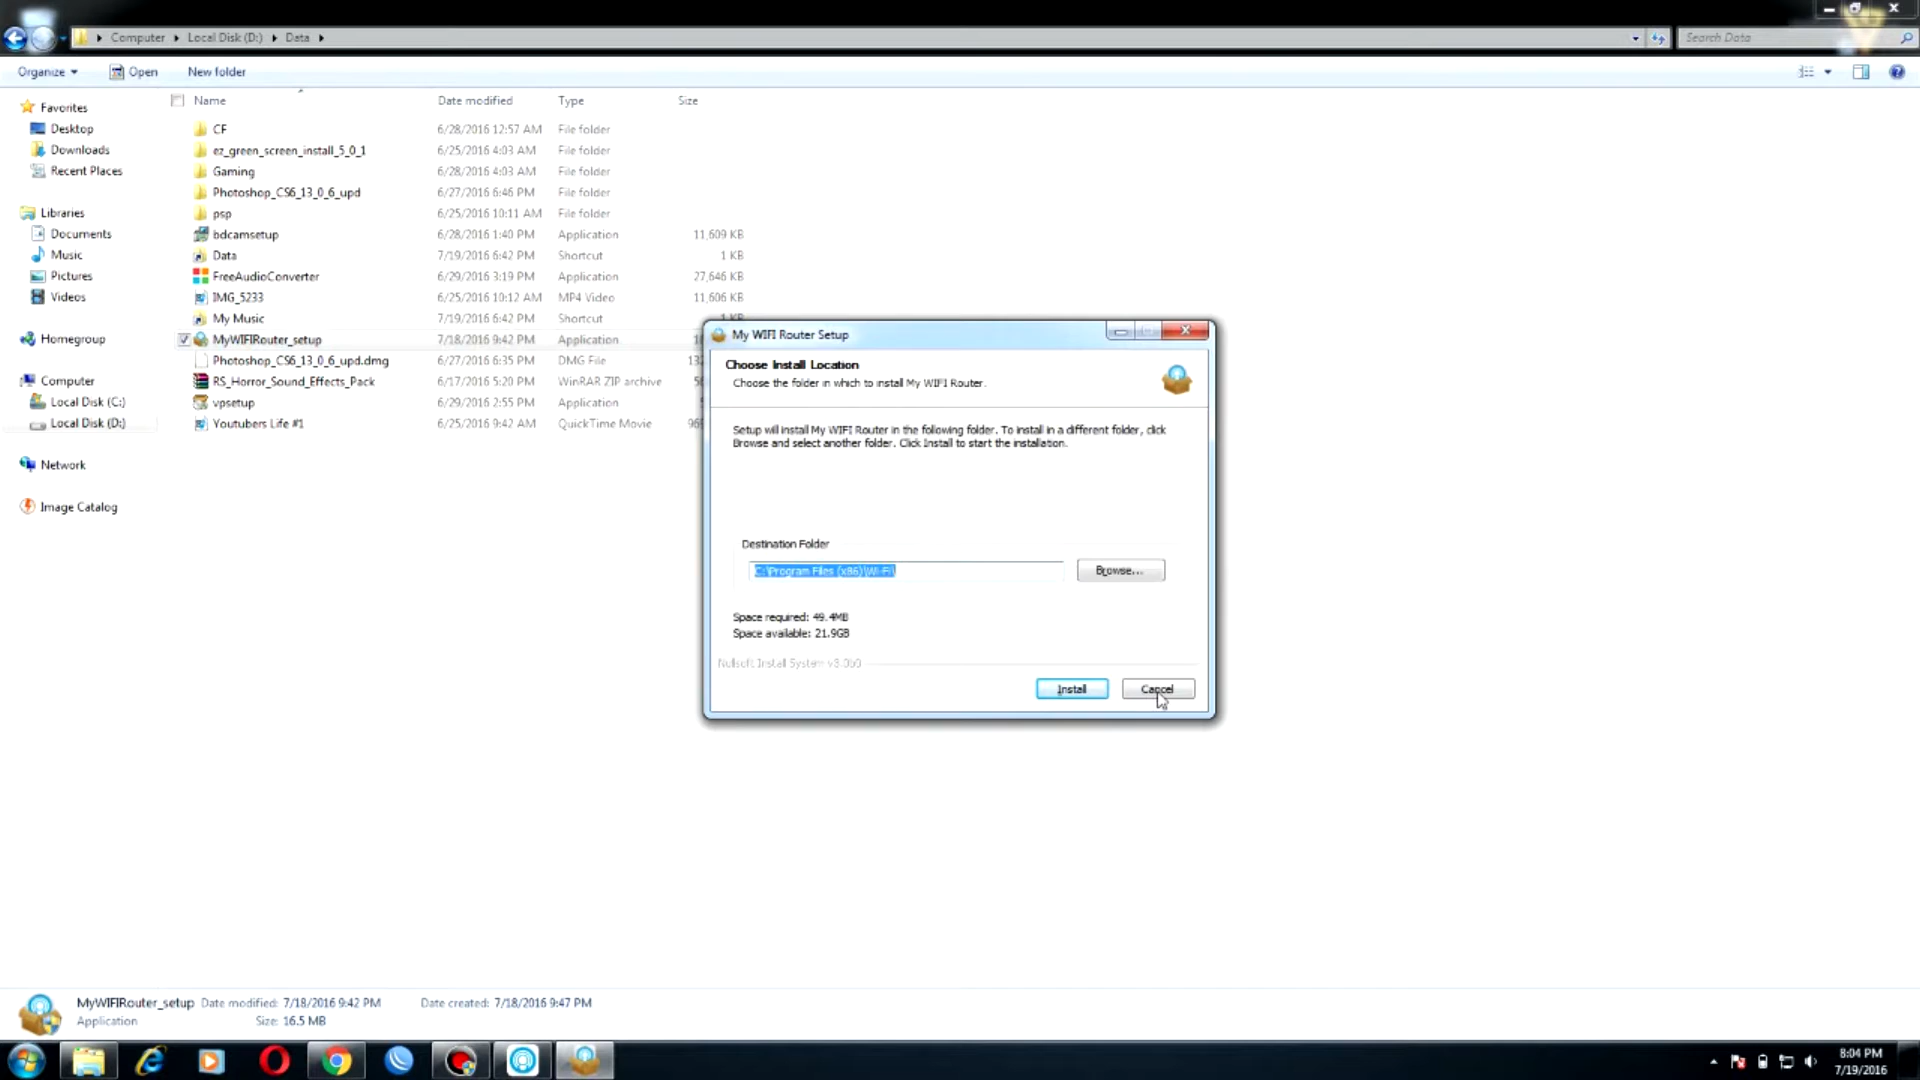 Computer Local Disk (D:) Data
Search Data
Organize Open New folder
Name Date modified Type Size
Favorites
Desktop
Downloads
Recent Places
Libraries
Documents
Music
Pictures
Videos
Homegroup
Computer
Local Disk (C:)
Local Disk (D:)
Network
Image Catalog
CF 6/28/2016 12:57 AM File folder
ez_green_screen_install_5_0_1 6/25/2016 4:03 AM File folder
Gaming 6/28/2016 4:03 AM File folder
Photoshop_CS6_13_0_6_upd 6/27/2016 6:46 PM File folder
psp 6/25/2016 10:11 AM File folder
bdcamsetup 6/28/2016 1:40 PM Application 11,609 KB
Data 7/19/2016 6:42 PM Shortcut 1 KB
FreeAudioConverter 6/29/2016 3:19 PM Application 27,646 KB
IMG_5233 6/25/2016 10:12 AM MP4 Video 11,606 KB
My Music 7/19/2016 6:42 PM Shortcut 1 KB
MyWIFIRouter_setup 7/18/2016 9:42 PM Application
Photoshop_CS6_13_0_6_upd.dmg 6/27/2016 6:35 PM DMG File
RS_Horror_Sound_Effects_Pack 6/17/2016 5:20 PM WinRAR ZIP archive
vpsetup 6/29/2016 2:55 PM Application
Youtubers Life #1 6/25/2016 9:42 AM QuickTime Movie
My WIFI Router Setup
Choose Install Location
Choose the folder in which to install My WIFI Router.
Setup will install My WIFI Router in the following folder. To install in a different folder, click
Browse and select another folder. Click Install to start the installation.
Destination Folder
C:\Program Files (x86)\Wi-Fi\
Browse...
Space required: 49.4MB
Space available: 21.9GB
Nullsoft Install System v3.0b0
Install Cancel
MyWIFIRouter_setup Date modified: 7/18/2016 9:42 PM Date created: 7/18/2016 9:47 PM
Application Size: 16.5 MB
8:04 PM
7/19/2016